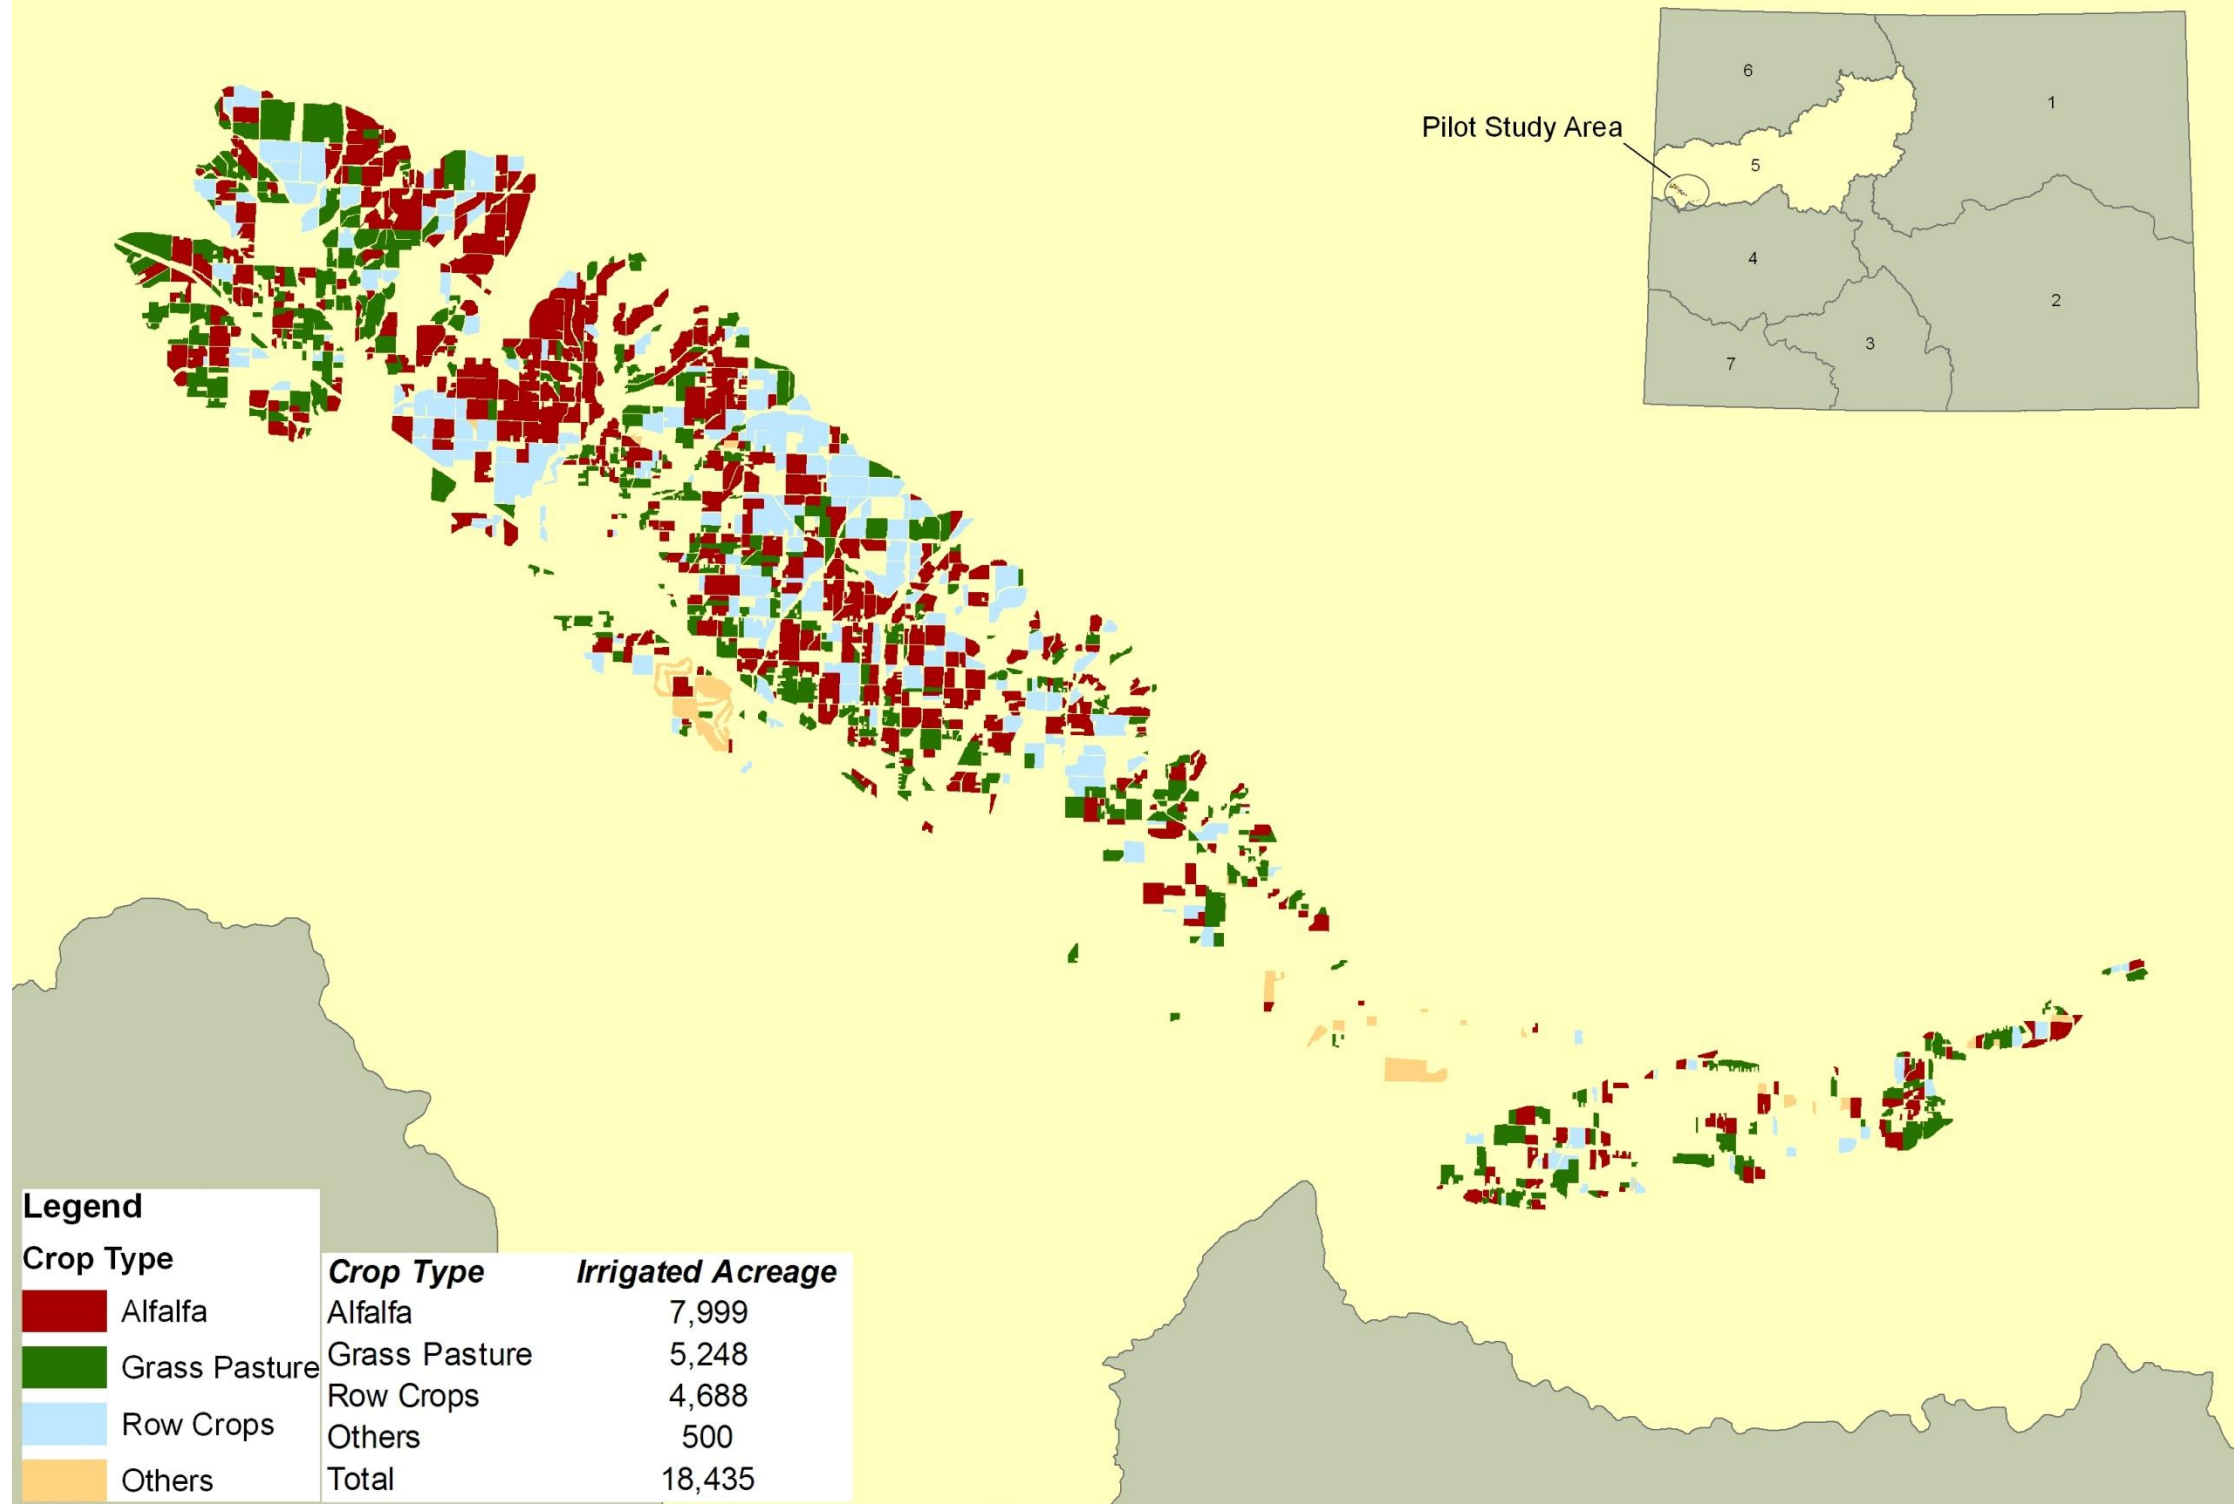 6
1
Pilot Study Area
5
4
2
3
7
Legend
Crop Type
Alfalfa
Grass Pasture
Row Crops
Others
Crop Type Irrigated Acreage
Alfalfa 7,999
Grass Pasture 5,248
Row Crops 4,688
Others 500
Total 18,435